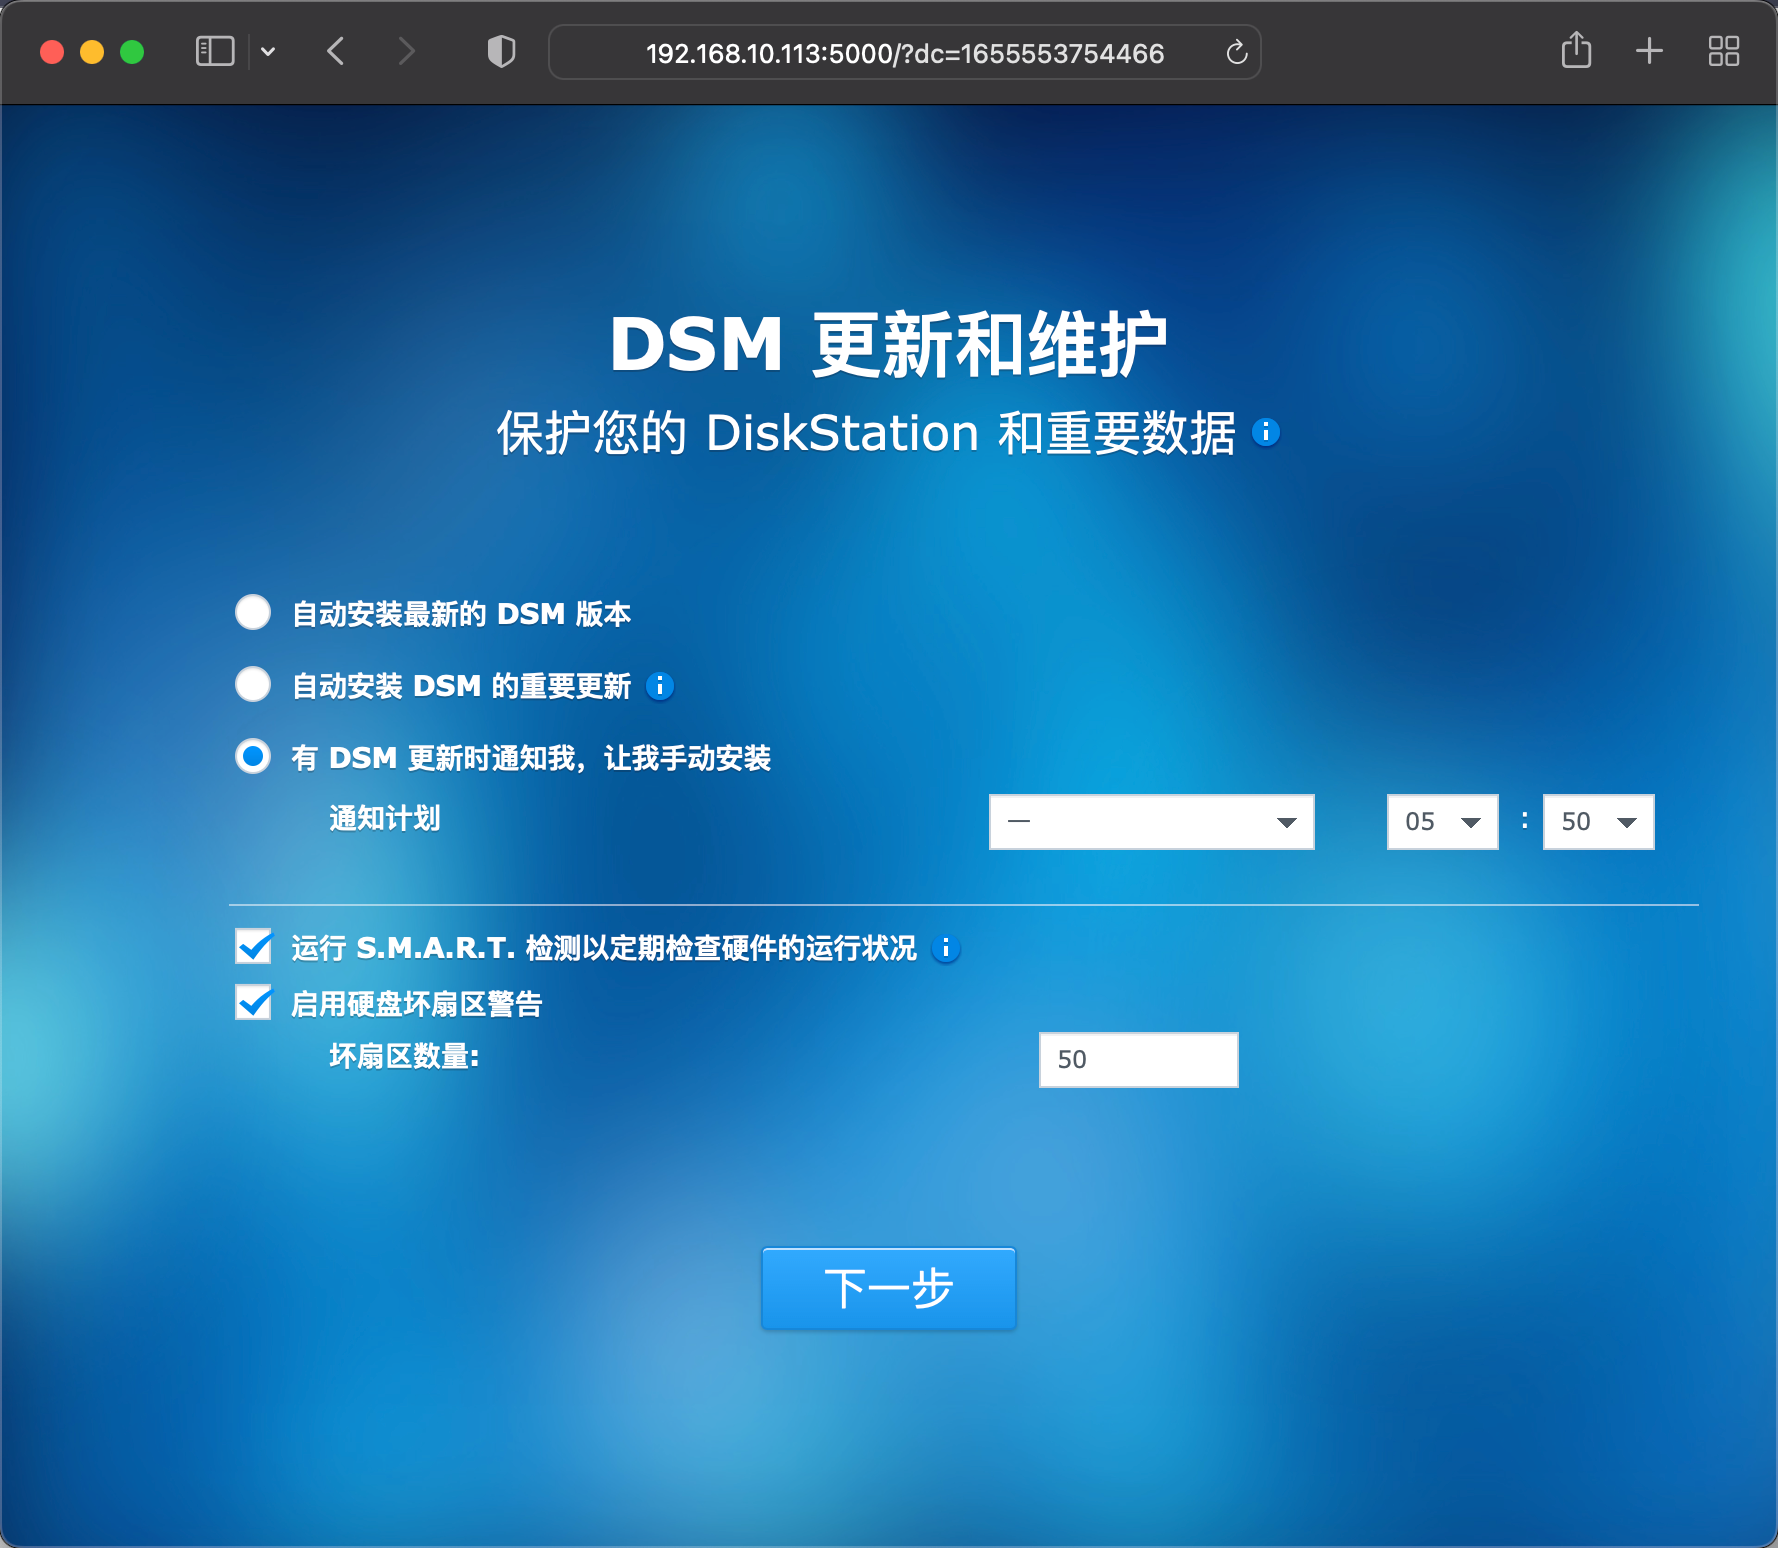 192.168.10.113:5000/?dc=1655553754466
DSM 更新和维护
保护您的 DiskStation 和重要数据
自动安装最新的 DSM 版本
自动安装 DSM 的重要更新
有 DSM 更新时通知我，让我手动安装
通知计划 一 05 : 50
运行 S.M.A.R.T. 检测以定期检查硬件的运行状况
启用硬盘坏扇区警告
坏扇区数量: 50
下一步